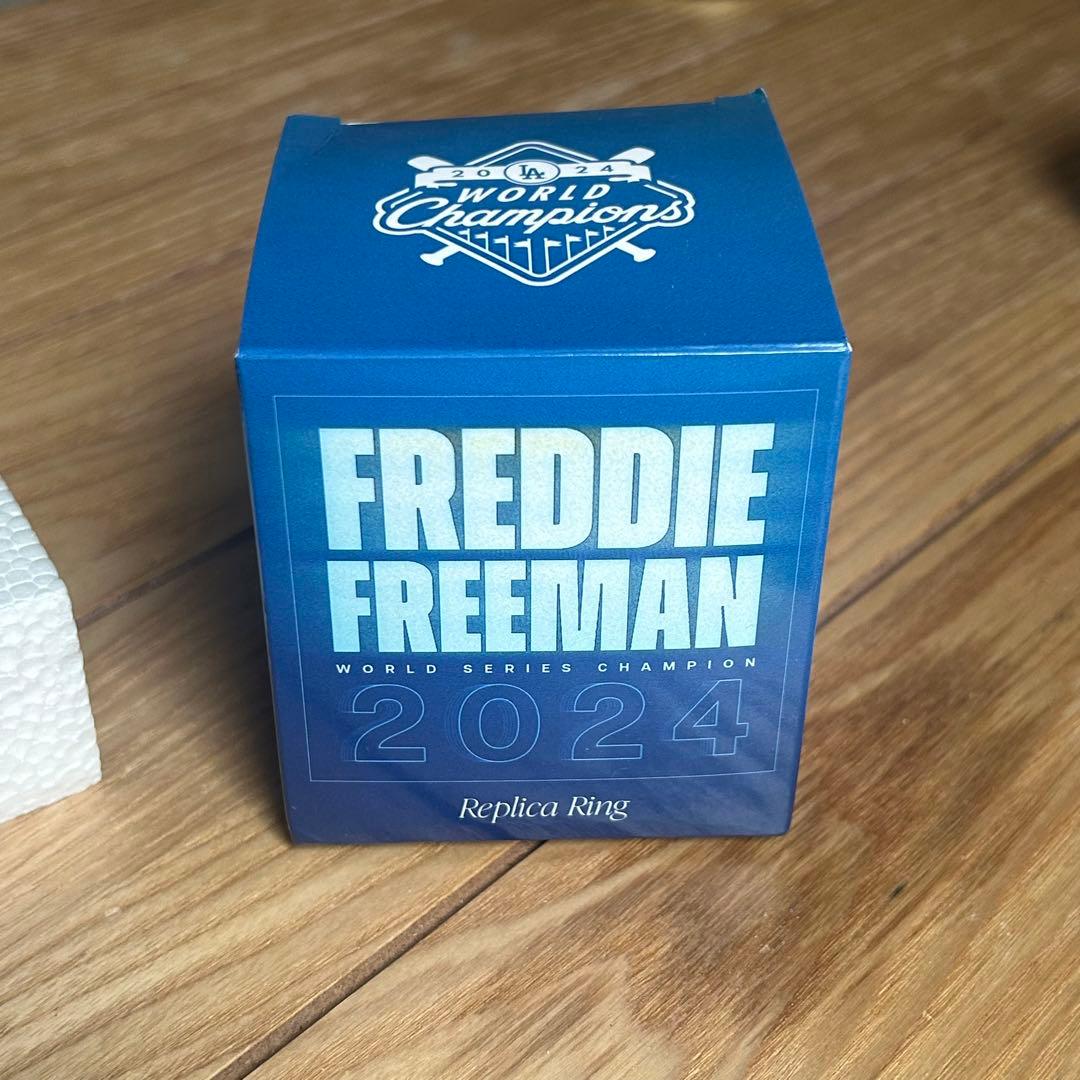 20 LA 24
WORLD
Champions
FREDDIE
FREEMAN
WORLD SERIES CHAMPION
2024
Replica Ring